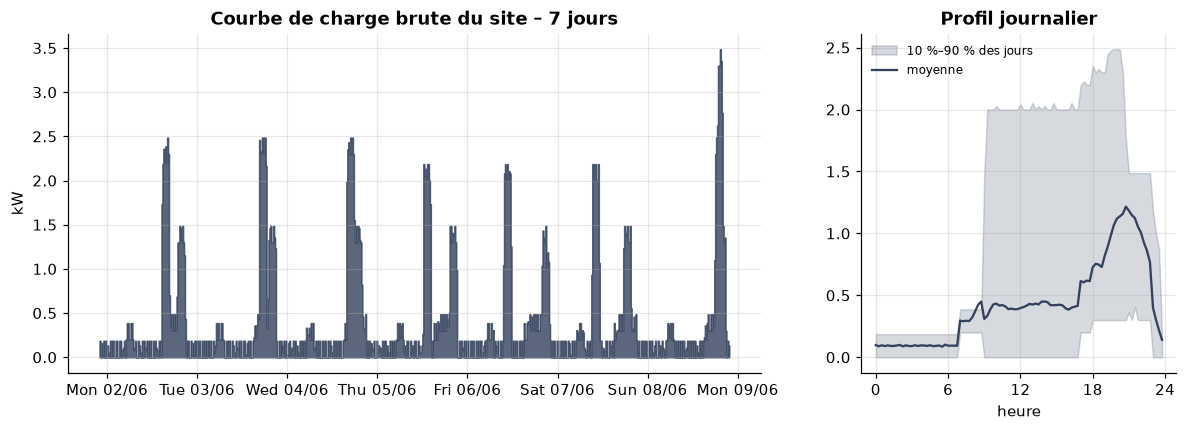 Courbe de charge brute du site – 7 jours
kW
3.5
3.0
2.5
2.0
1.5
1.0
0.5
0.0
Mon 02/06 Tue 03/06 Wed 04/06 Thu 05/06 Fri 06/06 Sat 07/06 Sun 08/06 Mon 09/06
Profil journalier
10 %–90 % des jours
moyenne
2.5
2.0
1.5
1.0
0.5
0.0
0 6 12 18 24
heure